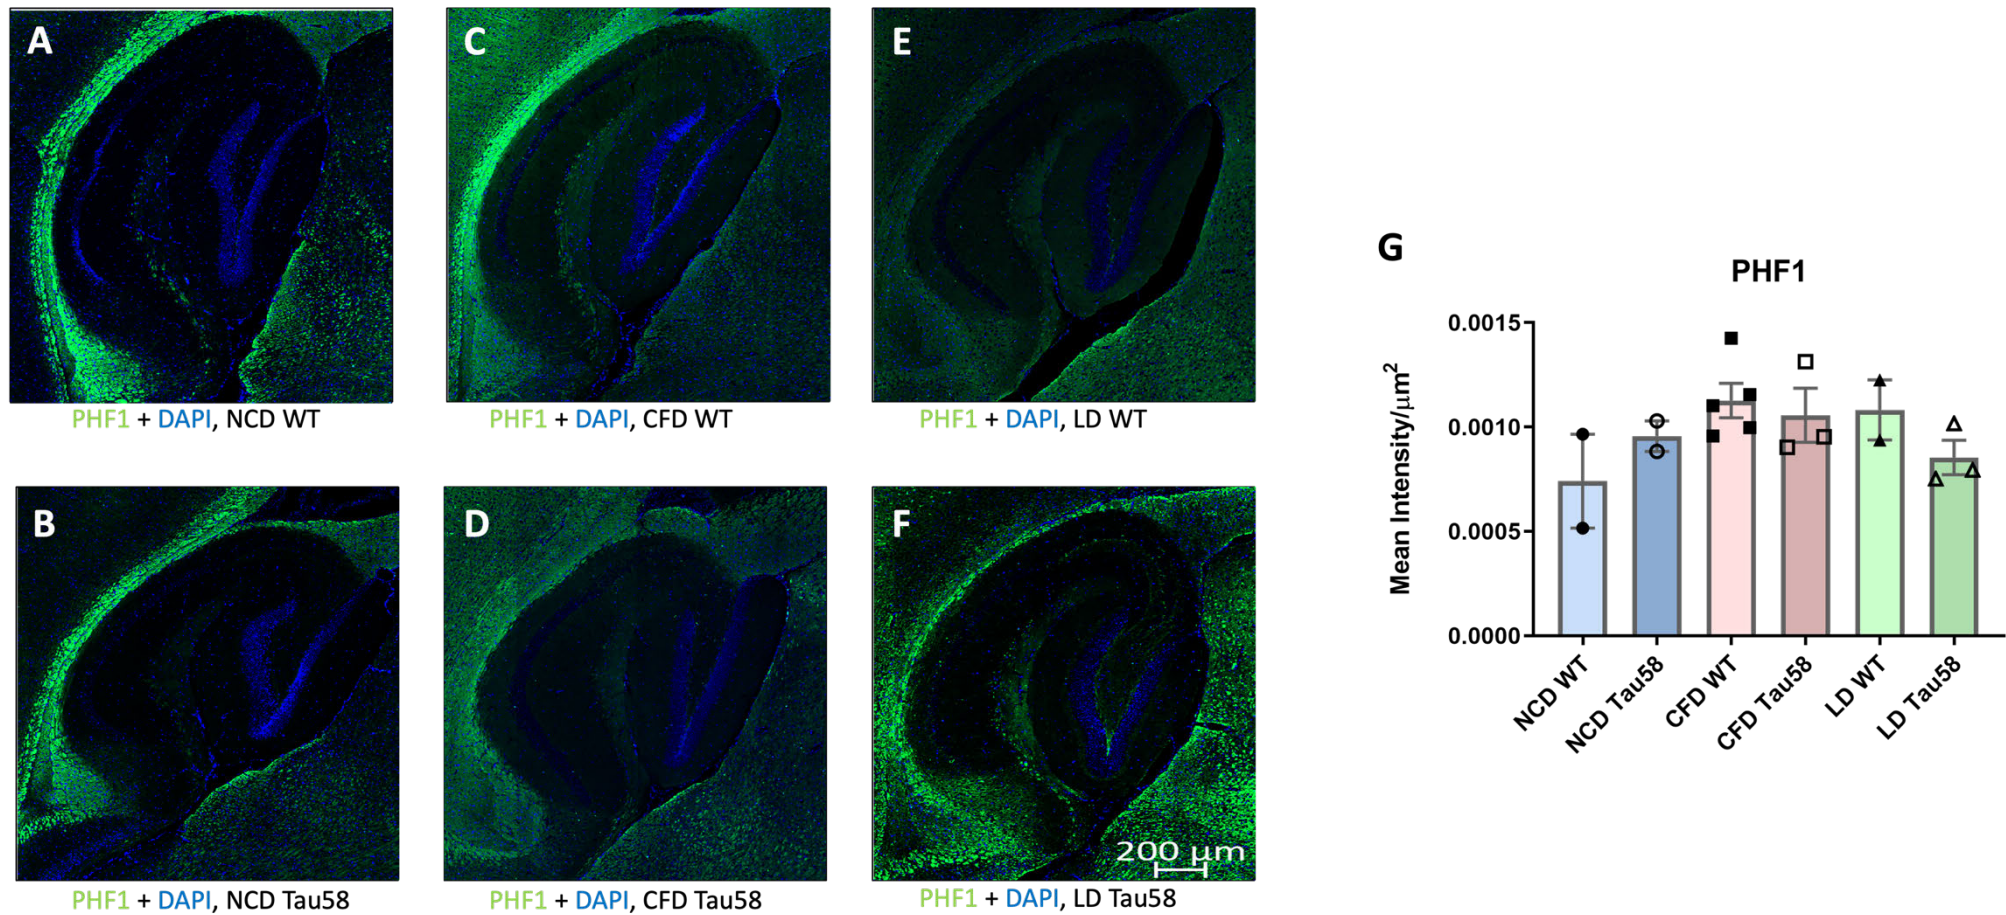 A
C
E
PHF1 + DAPI, NCD WT
PHF1 + DAPI, CFD WT
PHF1 + DAPI, LD WT
B
D
F
200 µm
PHF1 + DAPI, NCD Tau58
PHF1 + DAPI, CFD Tau58
PHF1 + DAPI, LD Tau58
G
PHF1
Mean Intensity/µm²
0.0015
0.0010
0.0005
0.0000
NCD WT
NCD Tau58
CFD WT
CFD Tau58
LD WT
LD Tau58